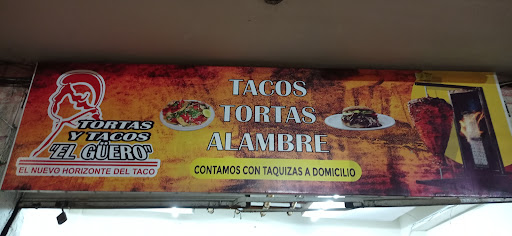 TORTAS
Y TACOS
"EL GÜERO"
EL NUEVO HORIZONTE DEL TACO
TACOS
TORTAS
ALAMBRE
CONTAMOS CON TAQUIZAS A DOMICILIO